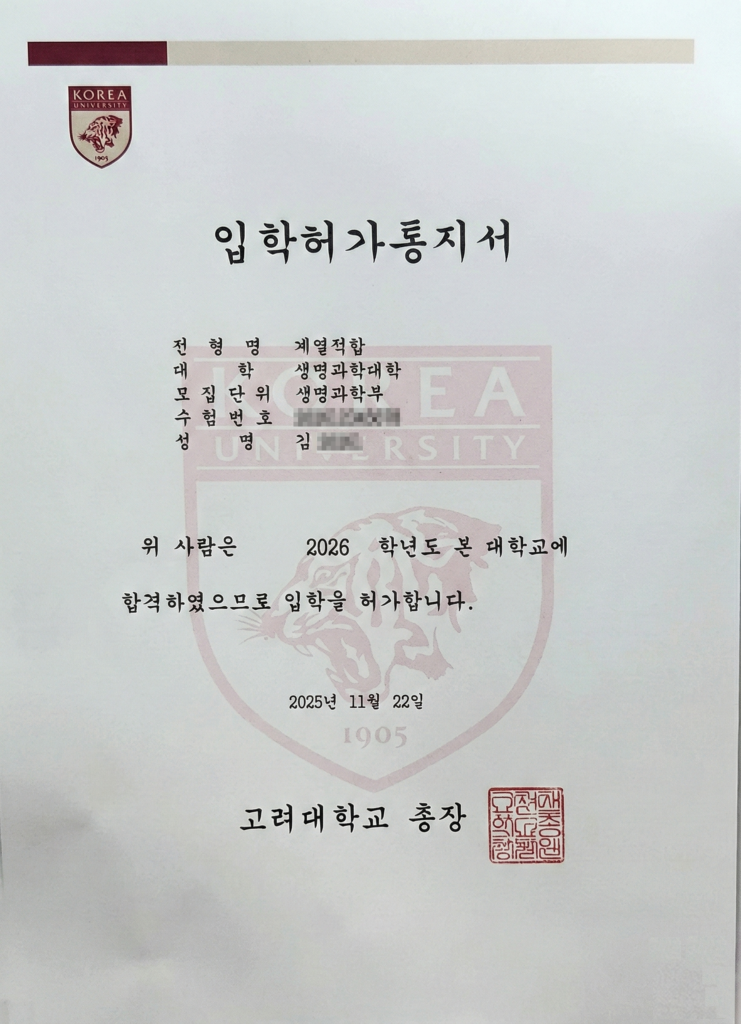 KOREA
UNIVERSITY
1905
입학허가통지서
전 형 명 계열적합
대 학 생명과학대학
모 집 단 위 생명과학부
수 험 번 호
성 명 김
KOREA
UNIVERSITY
위 사람은 2026 학년도 본 대학교에
합격하였으므로 입학을 허가합니다.
2025년 11월 22일
1905
고려대학교 총장